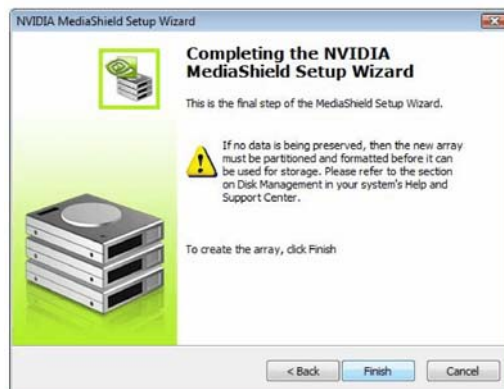 NVIDIA MediaShield Setup Wizard
Completing the NVIDIA
MediaShield Setup Wizard
This is the final step of the MediaShield Setup Wizard.
If no data is being preserved, then the new array
must be partitioned and formatted before it can
be used for storage. Please refer to the section
on Disk Management in your system's Help and
Support Center.
To create the array, click Finish
< Back
Finish
Cancel